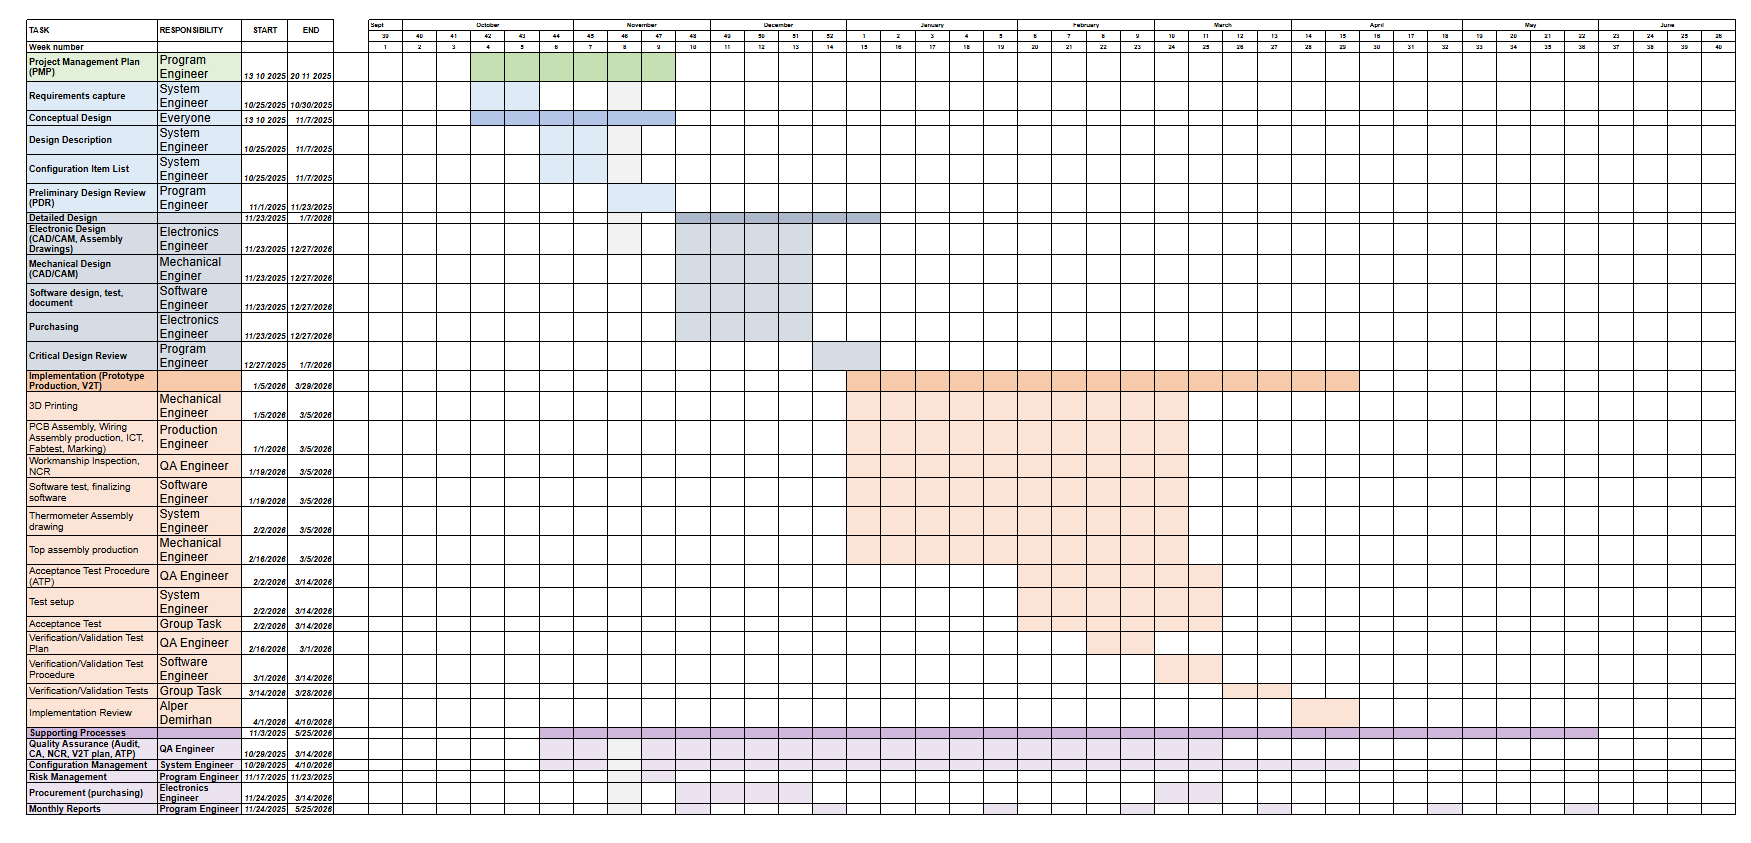 TASK RESPONSIBILITY START END Sept October November December January February March April May June
39 40 41 42 43 44 45 46 47 48 49 50 51 52 1 2 3 4 5 6 7 8 9 10 11 12 13 14 15 16 17 18 19 20 21 22 23 24 25 26
Week number 1 2 3 4 5 6 7 8 9 10 11 12 13 14 15 16 17 18 19 20 21 22 23 24 25 26 27 28 29 30 31 32 33 34 35 36 37 38 39 40
Project Management Plan
(PMP)
Program
Engineer
13 10 2025 20 11 2025
Requirements capture
System
Engineer
10/25/2025 10/30/2025
Conceptual Design Everyone 13 10 2025 11/7/2025
Design Description
System
Engineer
10/25/2025 11/7/2025
Configuration Item List
System
Engineer
10/25/2025 11/7/2025
Preliminary Design Review
(PDR)
Program
Engineer
11/1/2025 11/23/2025
Detailed Design 11/23/2025 1/7/2026
Electronic Design
(CAD/CAM, Assembly
Drawings)
Electronics
Engineer
11/23/2025 12/27/2026
Mechanical Design
(CAD/CAM)
Mechanical
Enginer
11/23/2025 12/27/2026
Software design, test,
document
Software
Engineer
11/23/2025 12/27/2026
Purchasing
Electronics
Engineer
11/23/2025 12/27/2026
Critical Design Review
Program
Engineer
12/27/2025 1/7/2026
Implementation (Prototype
Production, V2T)
1/5/2026 3/29/2026
3D Printing
Mechanical
Engineer
1/5/2026 3/5/2026
PCB Assembly, Wiring
Assembly production, ICT,
Fabtest, Marking)
Production
Engineer
1/1/2026 3/5/2026
Workmanship Inspection,
NCR
QA Engineer
1/19/2026 3/5/2026
Software test, finalizing
software
Software
Engineer
1/19/2026 3/5/2026
Thermometer Assembly
drawing
System
Engineer
2/2/2026 3/5/2026
Top assembly production
Mechanical
Engineer
2/16/2026 3/5/2026
Acceptance Test Procedure
(ATP)
QA Engineer
2/2/2026 3/14/2026
Test setup
System
Engineer
2/2/2026 3/14/2026
Acceptance Test Group Task 2/2/2026 3/14/2026
Verification/Validation Test
Plan
QA Engineer
2/16/2026 3/1/2026
Verification/Validation Test
Procedure
Software
Engineer
3/1/2026 3/14/2026
Verification/Validation Tests Group Task 3/14/2026 3/28/2026
Implementation Review
Alper
Demirhan
4/1/2026 4/10/2026
Supporting Processes 11/3/2025 5/25/2026
Quality Assurance (Audit,
CA, NCR, V2T plan, ATP)
QA Engineer
10/29/2025 3/14/2026
Configuration Management System Engineer 10/29/2025 4/10/2026
Risk Management Program Engineer 11/17/2025 11/23/2025
Procurement (purchasing)
Electronics
Engineer
11/24/2025 3/14/2026
Monthly Reports Program Engineer 11/24/2025 5/25/2026